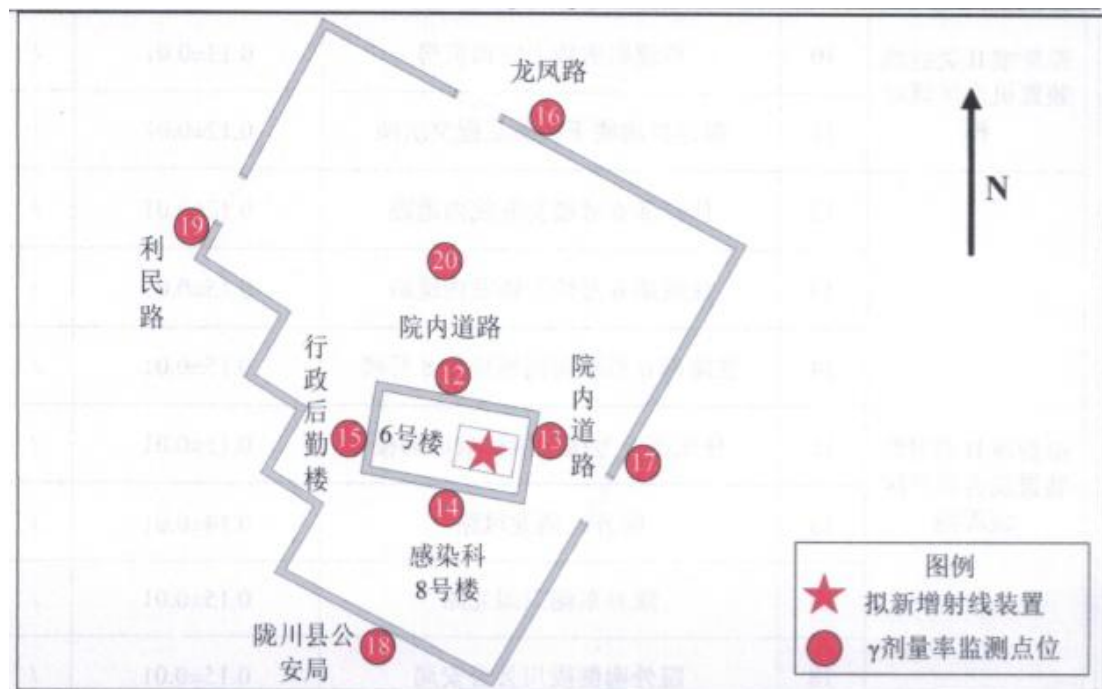 龙凤路
16
N
19
利民路
20
院内道路
行政后勤楼
院内道路
12
15
6号楼
13
17
14
感染科
8号楼
陇川县公
安局
18
图例
拟新增射线装置
γ剂量率监测点位